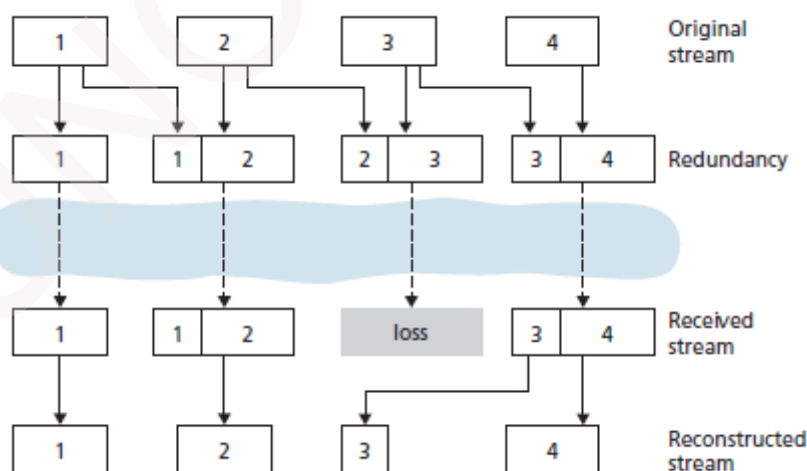 1 2 3 4 Original
stream
1 1 2 2 3 3 4 Redundancy
1 1 2 loss 3 4 Received
stream
1 2 3 4 Reconstructed
stream